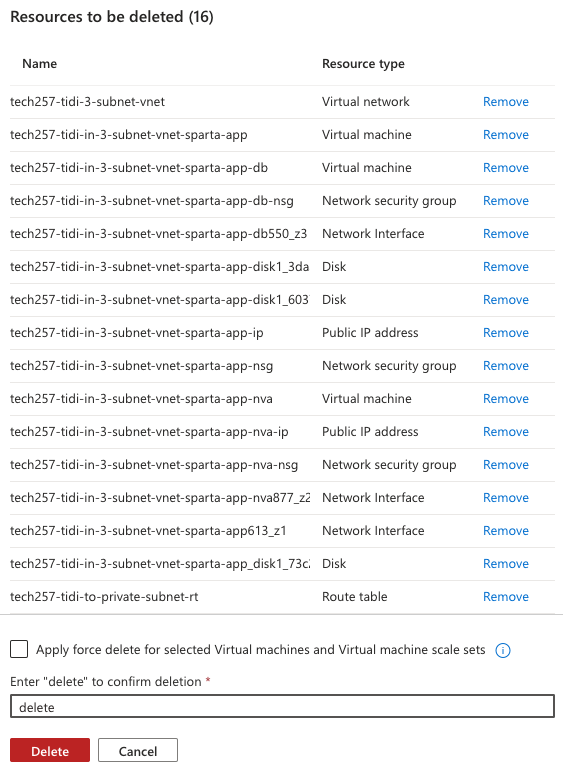 Resources to be deleted (16)
Name Resource type
tech257-tidi-3-subnet-vnet Virtual network Remove
tech257-tidi-in-3-subnet-vnet-sparta-app Virtual machine Remove
tech257-tidi-in-3-subnet-vnet-sparta-app-db Virtual machine Remove
tech257-tidi-in-3-subnet-vnet-sparta-app-db-nsg Network security group Remove
tech257-tidi-in-3-subnet-vnet-sparta-app-db550_z3 Network Interface Remove
tech257-tidi-in-3-subnet-vnet-sparta-app-disk1_3da Disk Remove
tech257-tidi-in-3-subnet-vnet-sparta-app-disk1_603 Disk Remove
tech257-tidi-in-3-subnet-vnet-sparta-app-ip Public IP address Remove
tech257-tidi-in-3-subnet-vnet-sparta-app-nsg Network security group Remove
tech257-tidi-in-3-subnet-vnet-sparta-app-nva Virtual machine Remove
tech257-tidi-in-3-subnet-vnet-sparta-app-nva-ip Public IP address Remove
tech257-tidi-in-3-subnet-vnet-sparta-app-nva-nsg Network security group Remove
tech257-tidi-in-3-subnet-vnet-sparta-app-nva877_z2 Network Interface Remove
tech257-tidi-in-3-subnet-vnet-sparta-app613_z1 Network Interface Remove
tech257-tidi-in-3-subnet-vnet-sparta-app_disk1_73c2 Disk Remove
tech257-tidi-to-private-subnet-rt Route table Remove
Apply force delete for selected Virtual machines and Virtual machine scale sets
Enter "delete" to confirm deletion *
delete
Delete Cancel